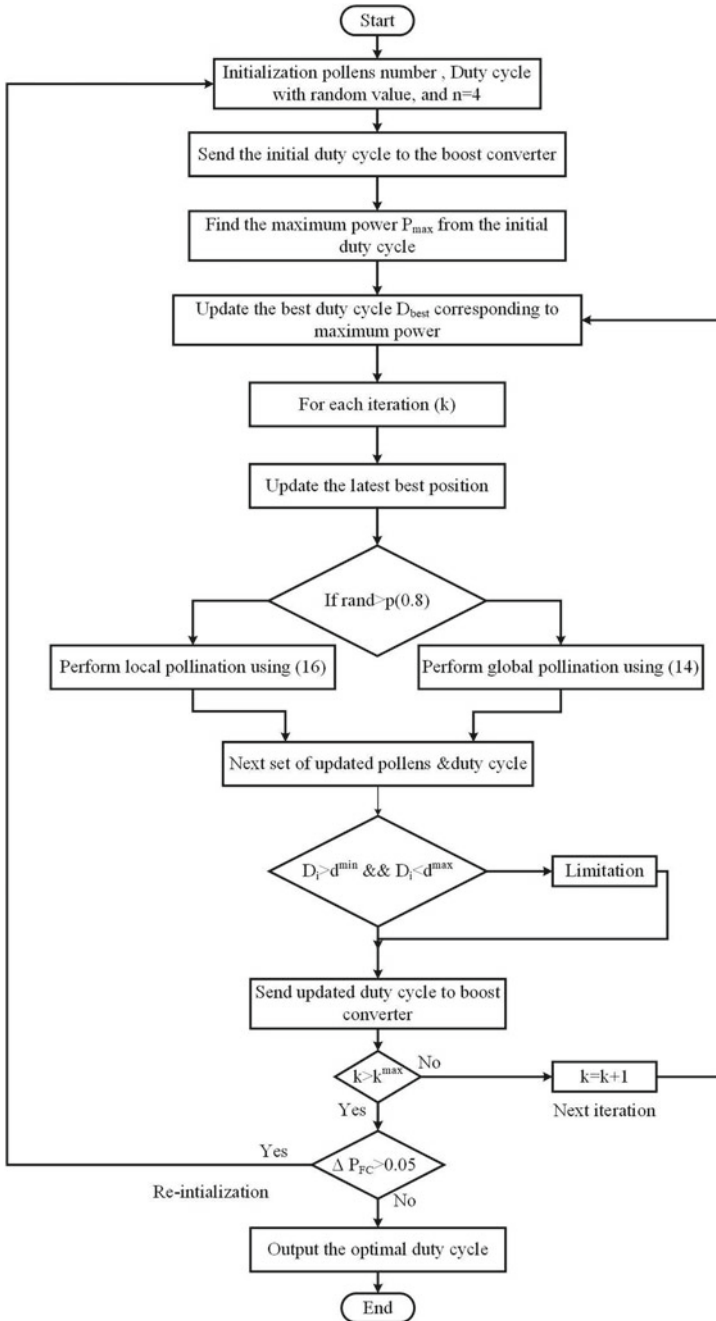 Start
Initialization pollens number , Duty cycle
with random value, and n=4
Send the initial duty cycle to the boost converter
Find the maximum power Pmax from the initial
duty cycle
Update the best duty cycle Dbest corresponding to
maximum power
For each iteration (k)
Update the latest best position
If rand>p(0.8)
Perform local pollination using (16)
Perform global pollination using (14)
Next set of updated pollens &duty cycle
Di>d^min && Di<d^max
Limitation
Send updated duty cycle to boost
converter
k>k^max
No
k=k+1
Yes
Next iteration
Yes
Δ PFC>0.05
Re-intialization
No
Output the optimal duty cycle
End